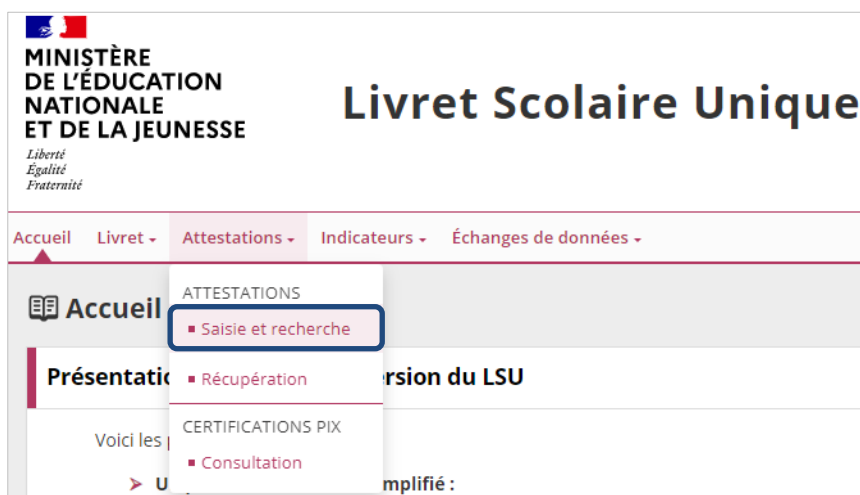 MINISTÈRE
DE L'ÉDUCATION
NATIONALE
ET DE LA JEUNESSE
Liberté
Égalité
Fraternité
Livret Scolaire Unique
Accueil Livret Attestations Indicateurs Échanges de données
Accueil
ATTESTATIONS
Saisie et recherche
Récupération
CERTIFICATIONS PIX
Consultation
Présentatio rsion du LSU
Voici les
U mplifié :